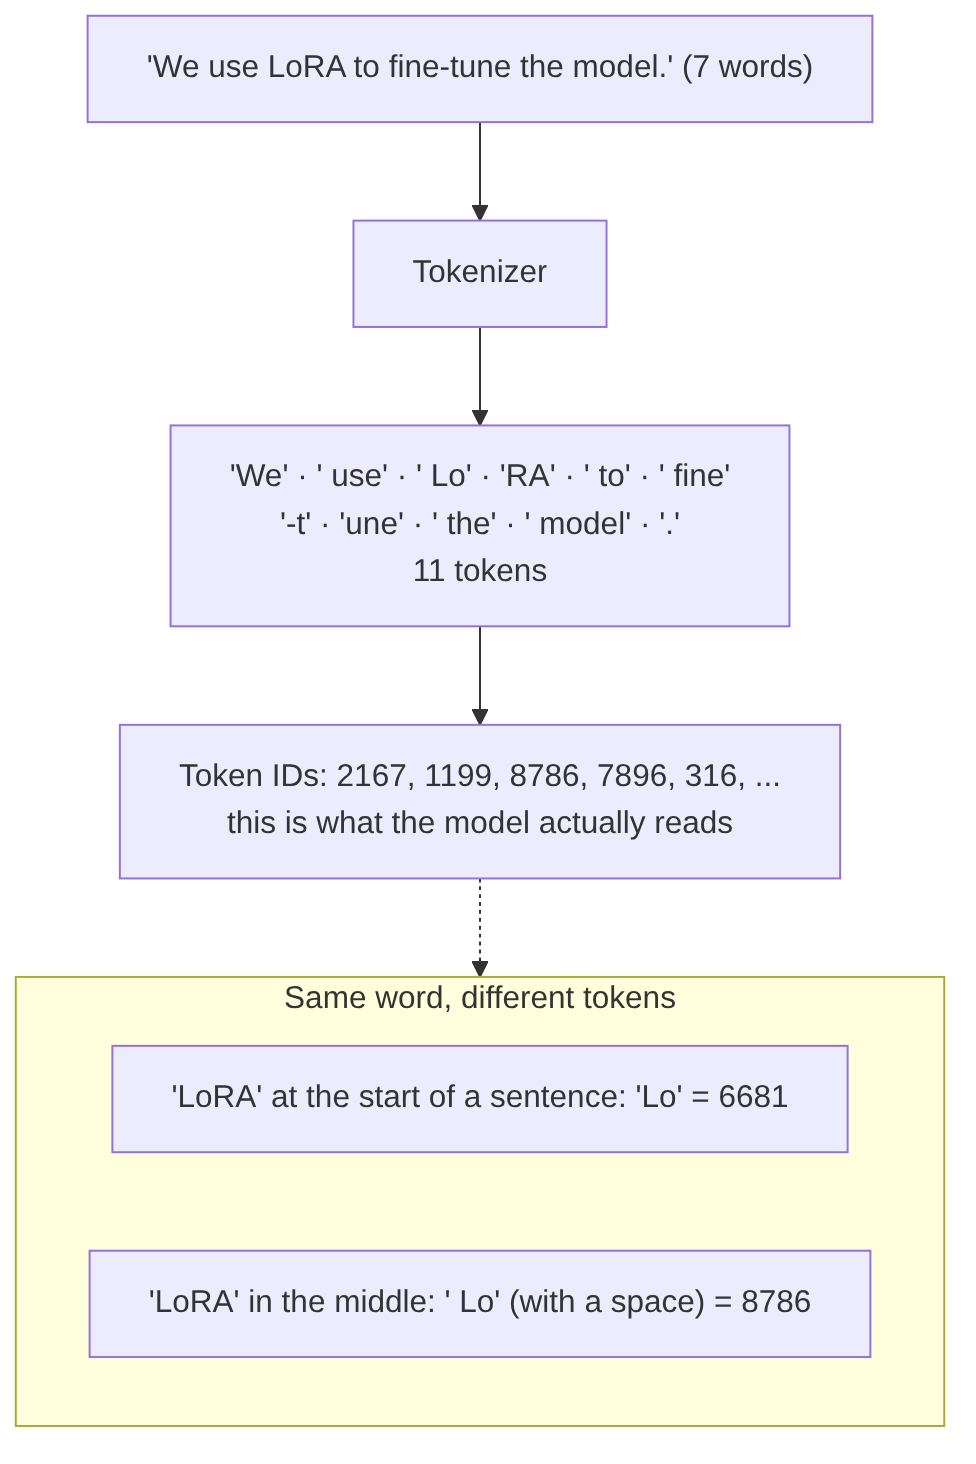 'We use LoRA to fine-tune the model.' (7 words)
Tokenizer
'We' · ' use' · ' Lo' · 'RA' · ' to' · ' fine'
'-t' · 'une' · ' the' · ' model' · '.'
11 tokens
Token IDs: 2167, 1199, 8786, 7896, 316, ...
this is what the model actually reads
Same word, different tokens
'LoRA' at the start of a sentence: 'Lo' = 6681
'LoRA' in the middle: ' Lo' (with a space) = 8786